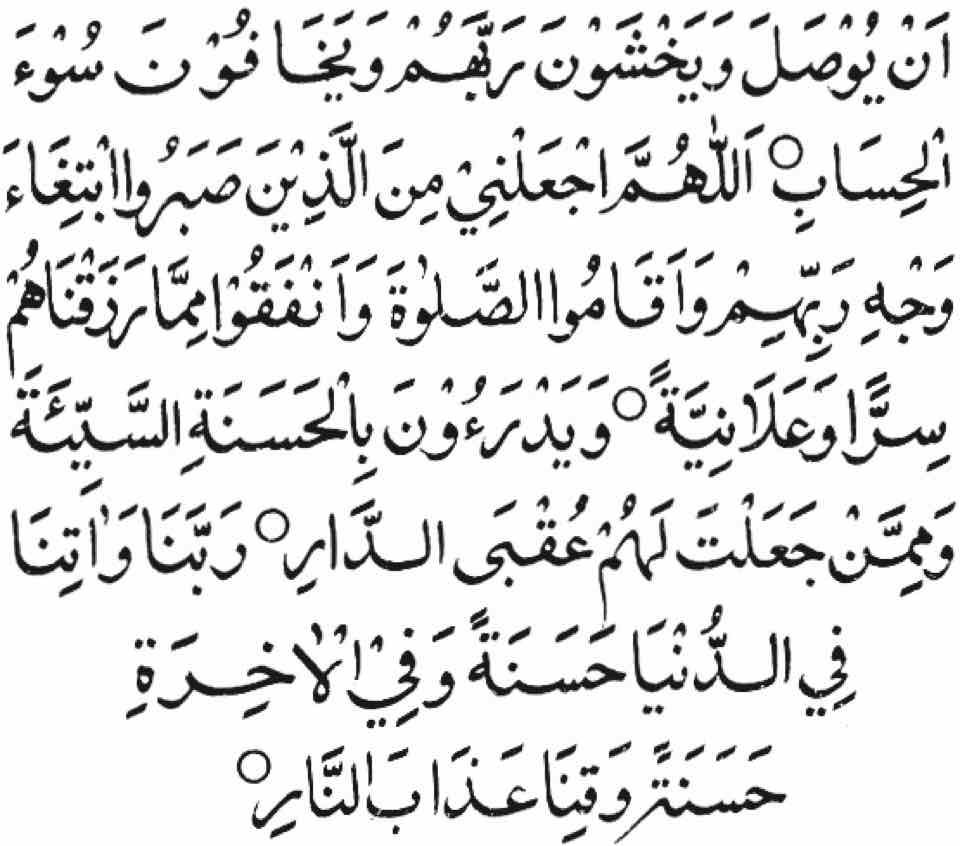 اَنْ يُوْصَلَ وَيَخْشَوْنَ رَبَّهُمْ وَيَخَافُوْنَ سُوْءَ
الْحِسَابِ ○ اَللّٰهُمَّ اجْعَلْنِيْ مِنَ الَّذِيْنَ صَبَرُوا ابْتِغَاءَ
وَجْهِ رَبِّهِمْ وَاَقَامُوا الصَّلٰوةَ وَاَنْفَقُوْا مِمَّا رَزَقْنَاهُمْ
سِرًّا وَعَلَانِيَّةً ○ وَيَدْرَءُوْنَ بِالْحَسَنَةِ السَّيِّئَةَ
وَمِمَّنْ جَعَلْتَ لَهُمْ عُقْبَى الدَّارِ ○ رَبَّنَا وَاٰتِنَا
فِي الدُّنْيَا حَسَنَةً وَفِيْ الْاٰخِرَةِ
حَسَنَةً وَقِنَا عَذَابَ النَّارِ ○